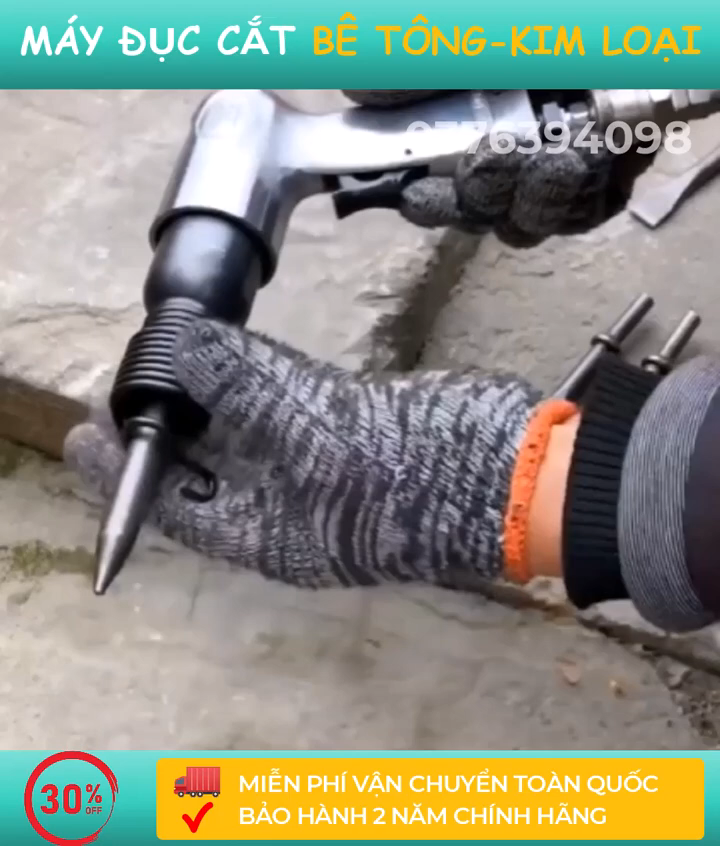 MÁY ĐỤC CẮT BÊ TÔNG-KIM LOẠI
0776394098
30% OFF
MIỄN PHÍ VẬN CHUYỂN TOÀN QUỐC
BẢO HÀNH 2 NĂM CHÍNH HÃNG